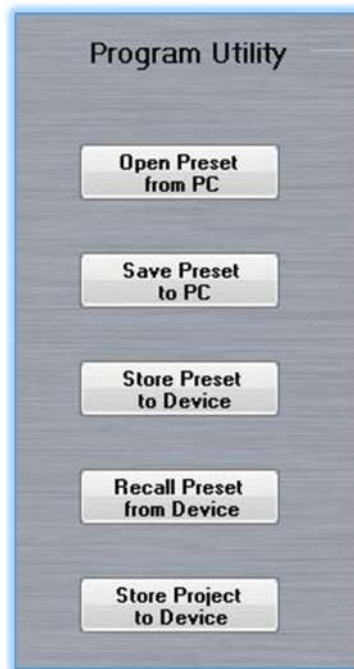 Program Utility
Open Preset
from PC
Save Preset
to PC
Store Preset
to Device
Recall Preset
from Device
Store Project
to Device